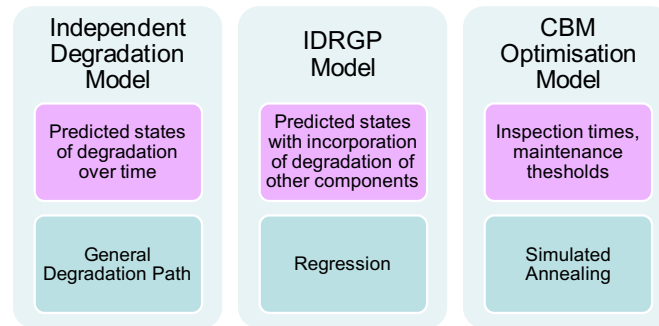 Independent
Degradation
Model
Predicted states
of degradation
over time
General
Degradation Path
IDRGP
Model
Predicted states
with incorporation
of degradation of
other components
Regression
CBM
Optimisation
Model
Inspection times,
maintenance
thesholds
Simulated
Annealing